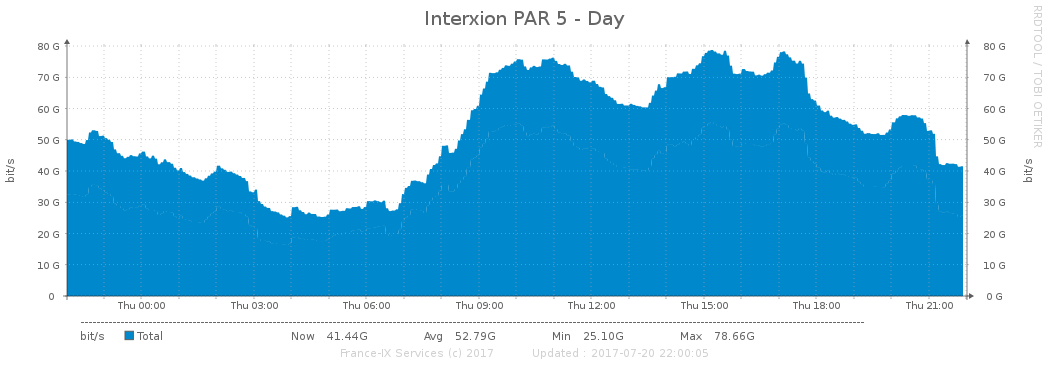 Interxion PAR 5 - Day
RRDTOOL / TOBI OETIKER
80 G 80 G
70 G 70 G
60 G 60 G
50 G 50 G
40 G 40 G
30 G 30 G
20 G 20 G
10 G 10 G
0 0 G
bit/s
bit/s
Thu 00:00 Thu 03:00 Thu 06:00 Thu 09:00 Thu 12:00 Thu 15:00 Thu 18:00 Thu 21:00
bit/s Total Now 41.44G Avg 52.79G Min 25.10G Max 78.66G
France-IX Services (c) 2017 Updated : 2017-07-20 22:00:05